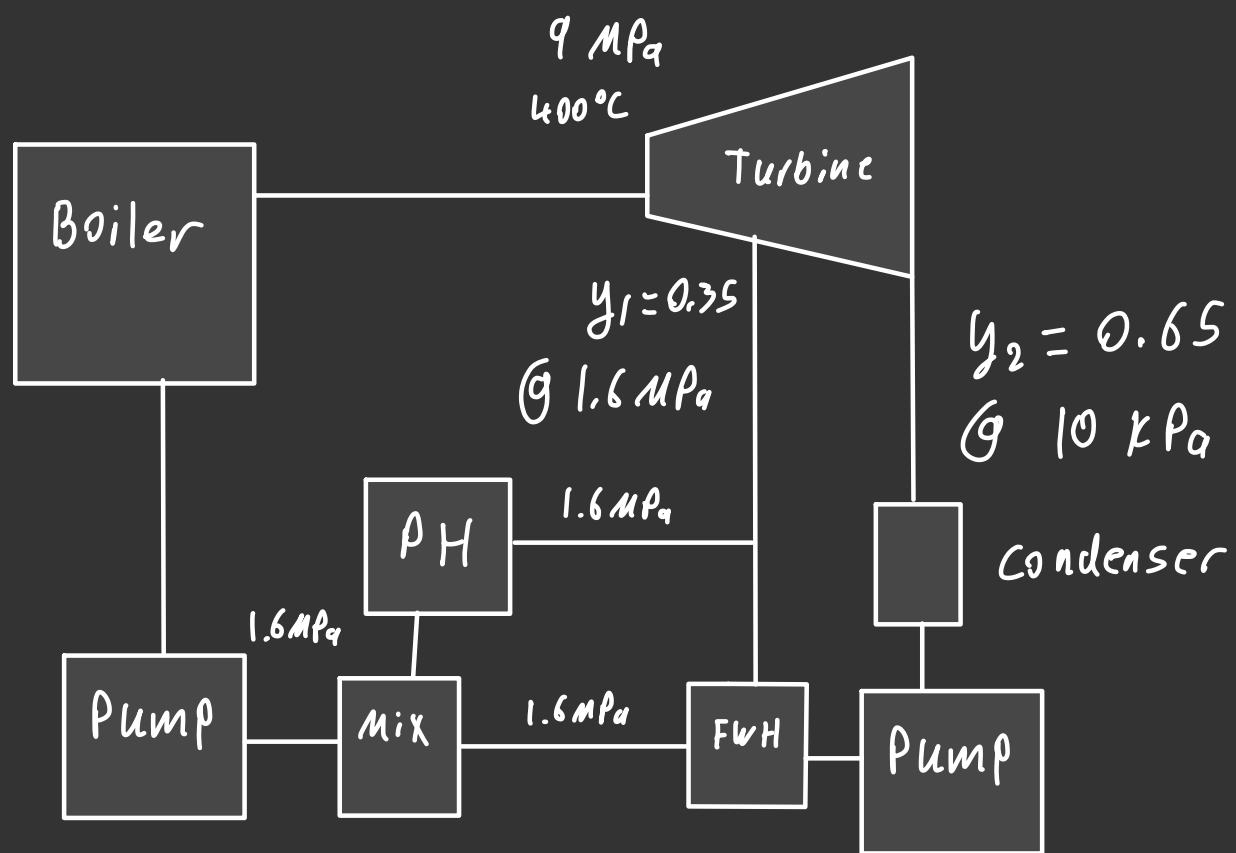 9 MPa
400°C
Turbine
Boiler
y₁=0.35
@ 1.6 MPa
y₂ = 0.65
@ 10 kPa
PH
1.6 MPa
Condenser
1.6 MPa
Pump
Mix
1.6 MPa
FWH
Pump